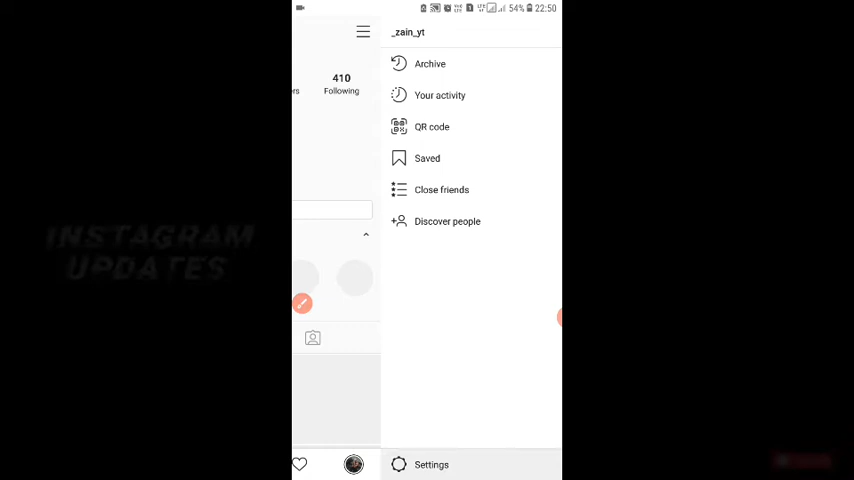 54% 22:50
_zain_yt
410
ers
Following
Archive
Your activity
QR code
Saved
Close friends
Discover people
INSTAGRAM
UPDATES
Settings